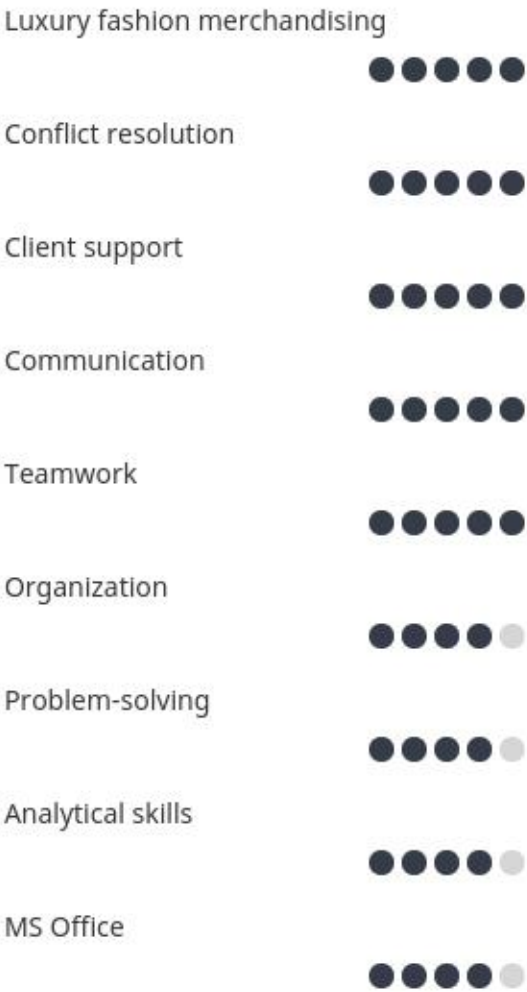 Luxury fashion merchandising
Conflict resolution
Client support
Communication
Teamwork
Organization
Problem-solving
Analytical skills
MS Office